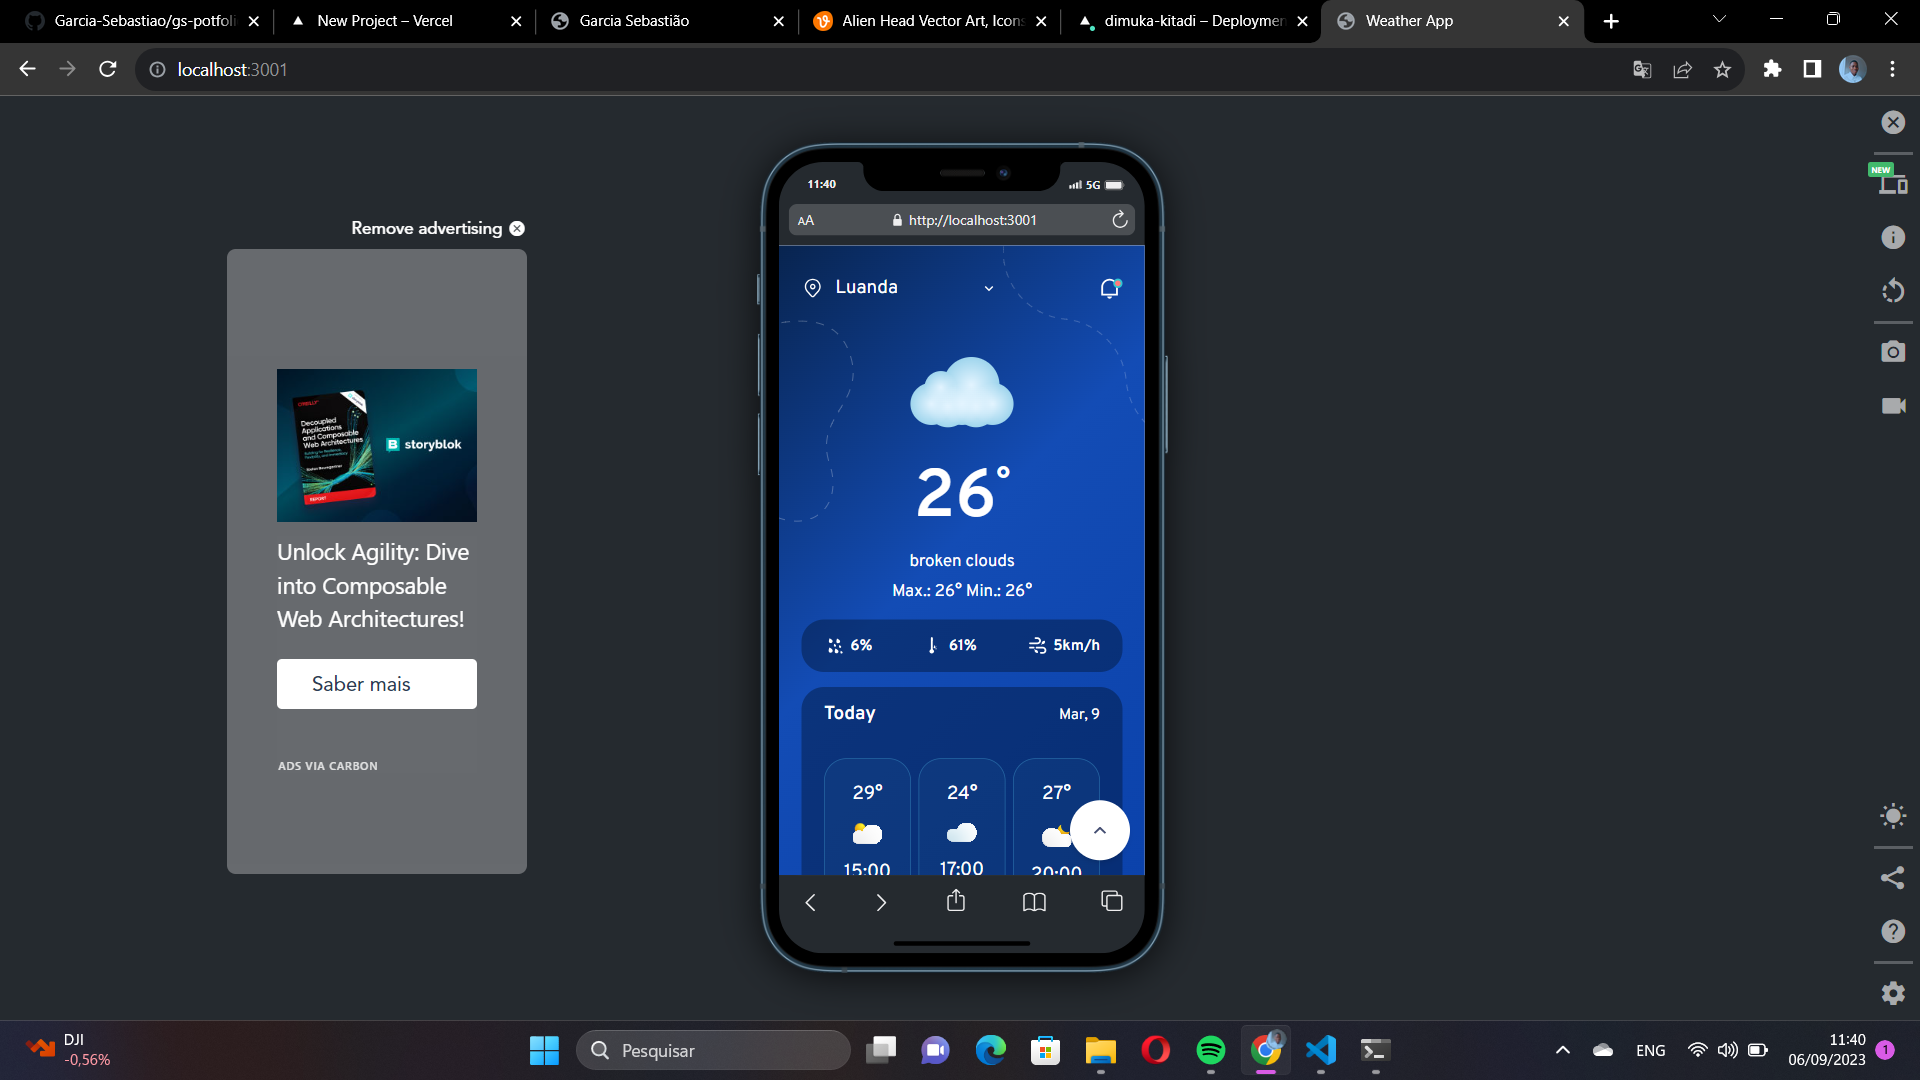 Garcia-Sebastiao/gs-potfoli
New Project – Vercel
Garcia Sebastião
Alien Head Vector Art, Icons
dimuka-kitadi – Deploymen
Weather App
localhost:3001
NEW
Remove advertising
O'REILLY
Decoupled
Applications
and Composable
Web Architectures
REPORT
storyblok
Unlock Agility: Dive
into Composable
Web Architectures!
Saber mais
ADS VIA CARBON
11:40
5G
AA
http://localhost:3001
Luanda
26°
broken clouds
Max.: 26° Min.: 26°
6%
61%
5km/h
Today
Mar, 9
29°
24°
27°
15:00
17:00
20:00
DJI
-0,56%
Pesquisar
ENG
11:40
06/09/2023
1